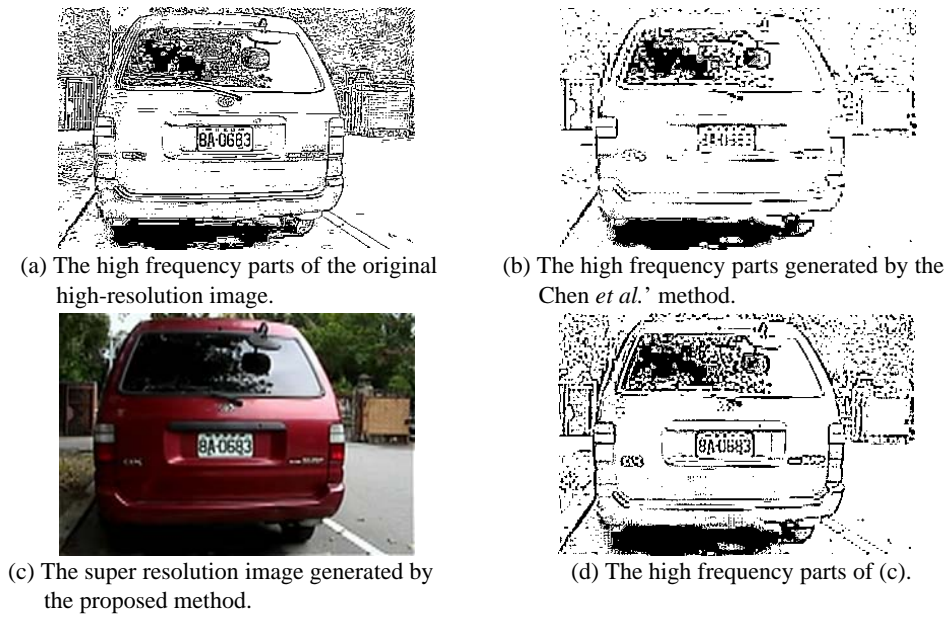 8A·0683
(a) The high frequency parts of the original
high-resolution image.
(b) The high frequency parts generated by the
Chen et al.’ method.
8A·0683
8A·0683
(c) The super resolution image generated by
the proposed method.
(d) The high frequency parts of (c).